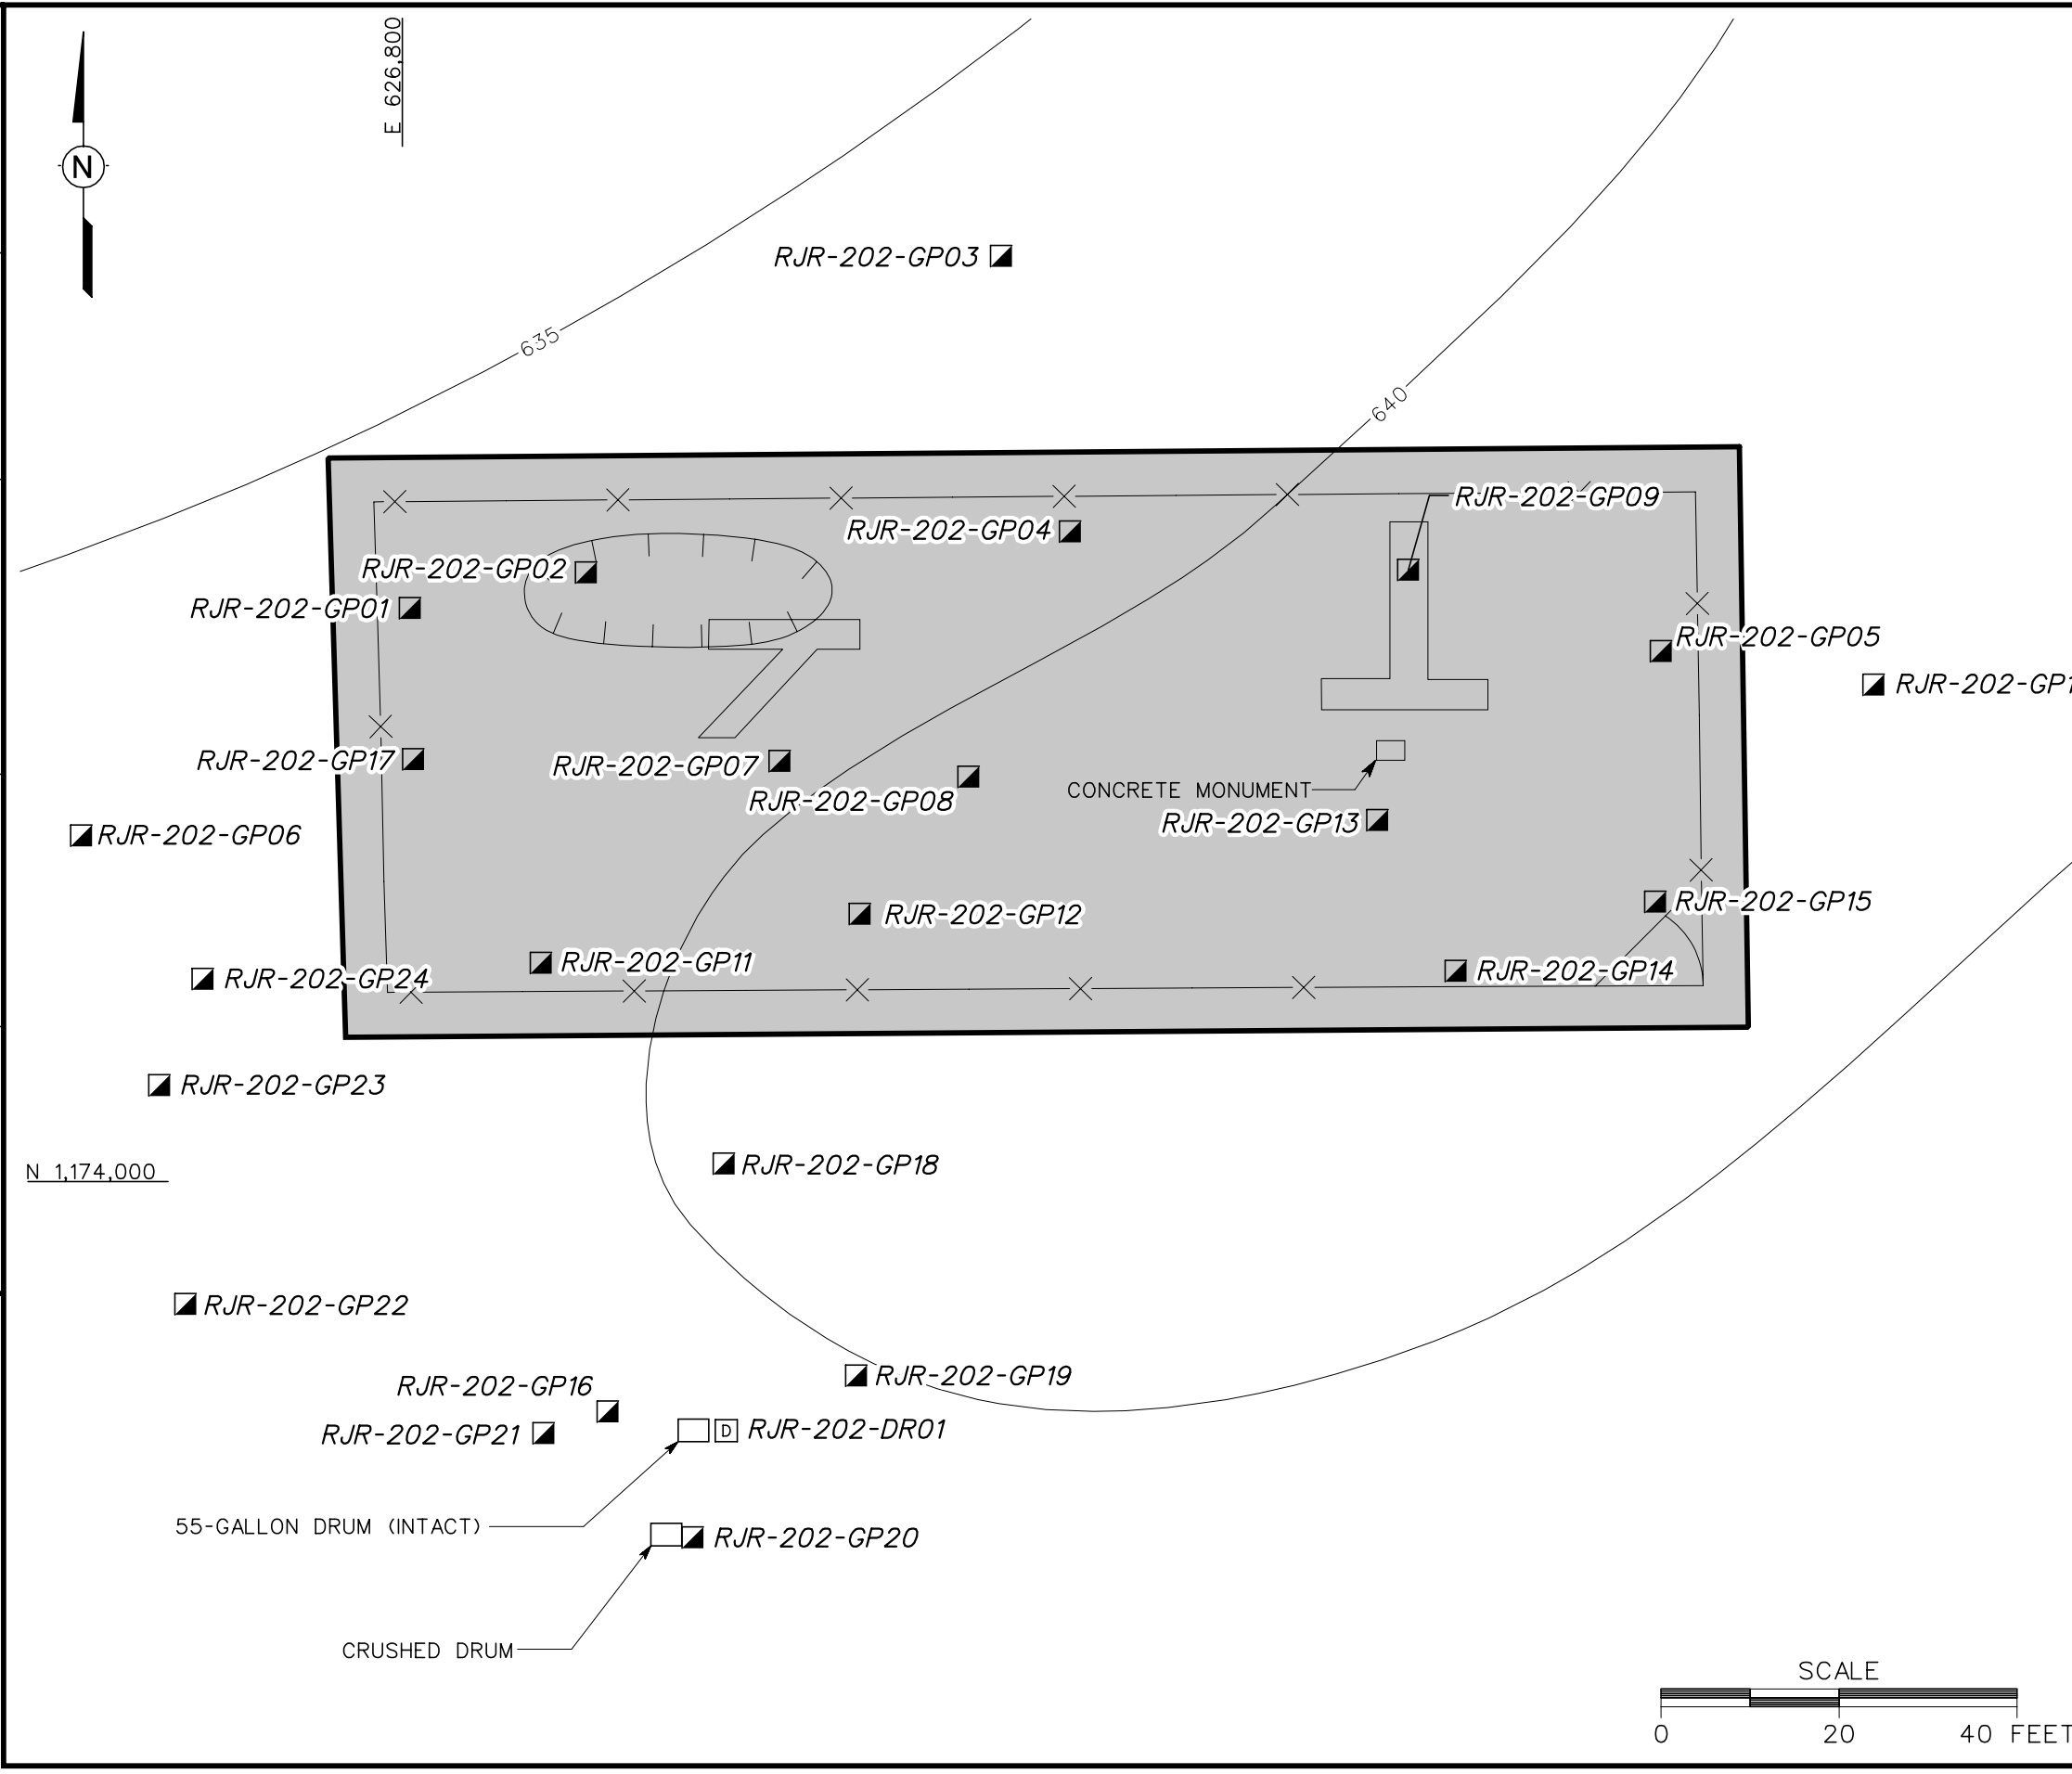 E 626,800
N
RJR-202-GP03
635
640
RJR-202-GP09
RJR-202-GP04
RJR-202-GP02
RJR-202-GP01
RJR-202-GP05
RJR-202-GP1
RJR-202-GP17
RJR-202-GP07
RJR-202-GP08
CONCRETE MONUMENT
RJR-202-GP13
RJR-202-GP06
RJR-202-GP15
RJR-202-GP12
RJR-202-GP11
RJR-202-GP14
RJR-202-GP24
RJR-202-GP23
RJR-202-GP18
N 1,174,000
RJR-202-GP22
RJR-202-GP19
RJR-202-GP16
RJR-202-GP21
D RJR-202-DR01
55-GALLON DRUM (INTACT)
RJR-202-GP20
CRUSHED DRUM
SCALE
0 20 40 FEET